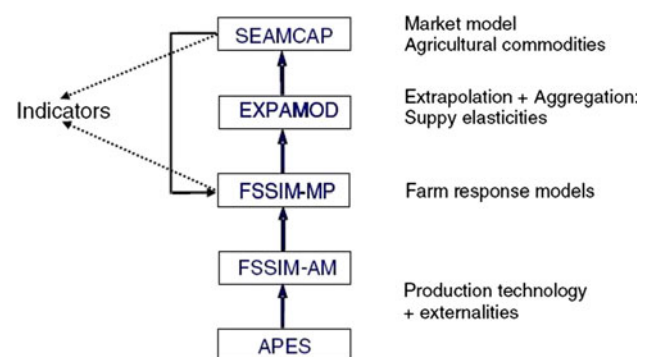 SEAMCAP
Market model
Agricultural commodities
Indicators
EXPAMOD
Extrapolation + Aggregation:
Suppy elasticities
FSSIM-MP
Farm response models
FSSIM-AM
Production technology
+ externalities
APES